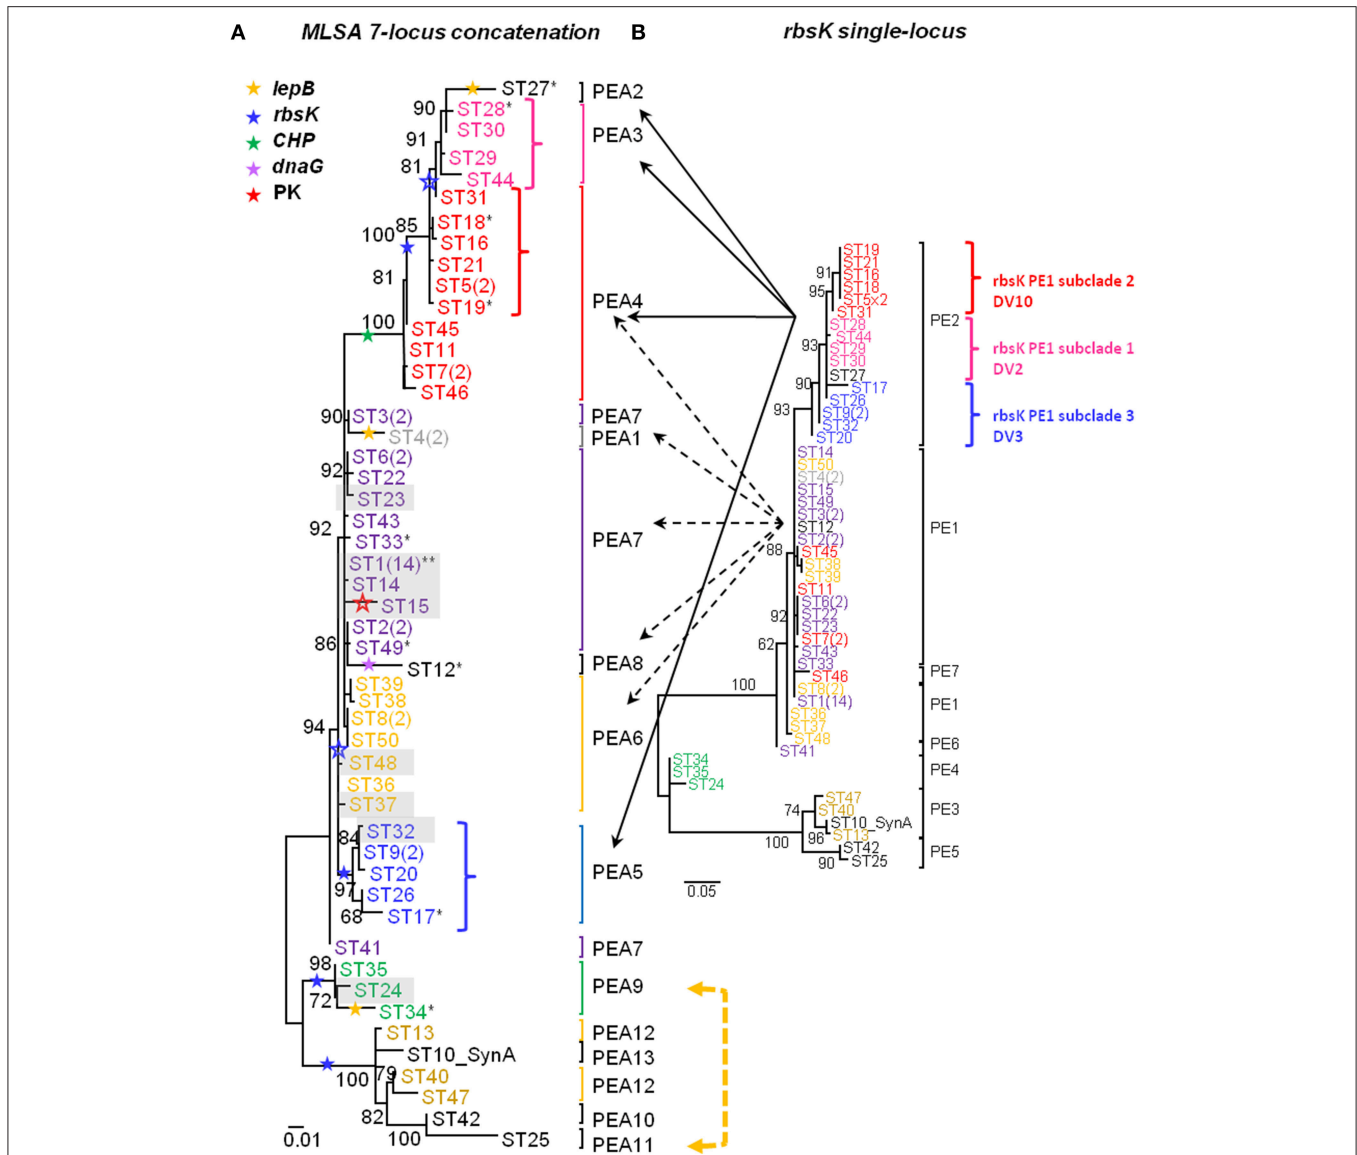 A MLSA 7-locus concatenation
lepB
rbsK
CHP
dnaG
PK
ST27*
90 ST28*
ST30
91
ST29
81
ST44
ST31
85 ST18*
100
ST16
ST21
81
ST5(2)
ST19*
100
ST45
ST11
ST7(2)
ST46
90 ST3(2)
ST4(2)
ST6(2)
92 ST22
ST23
ST43
92
ST33*
ST1(14)**
ST14
ST15
ST2(2)
86 ST49*
ST12*
ST39
ST38
94 ST8(2)
ST50
ST48
ST36
ST37
84 ST32
ST9(2)
ST20
97 ST26
68 ST17*
ST41
98 ST35
ST24
72
ST34*
ST13
ST10_SynA
100 79 ST40
ST47
82 ST42
100 ST25
0.01
PEA2
PEA3
PEA4
PEA7
PEA1
PEA7
PEA8
PEA6
PEA5
PEA7
PEA9
PEA12
PEA13
PEA12
PEA10
PEA11
B rbsK single-locus
ST19
ST21
91 ST16
ST18
95 ST5x2
ST31
ST28
ST44
93 ST29
ST30
ST27
90 ST17
ST26
93 ST9(2)
ST32
ST20
ST14
ST50
ST4(2)
ST15
ST49
ST3(2)
ST12
ST2(2)
88 ST45
ST38
ST39
ST11
ST6(2)
92 ST22
ST23
ST7(2)
62 ST43
ST33
ST46
100 ST8(2)
ST1(14)
ST36
ST37
ST48
ST41
ST34
ST35
ST24
ST47
74 ST40
ST10_SynA
100 96 ST13
ST42
90 ST25
0.05
PE2
PE1
PE7
PE1
PE6
PE4
PE3
PE5
rbsK PE1 subclade 2
DV10
rbsK PE1 subclade 1
DV2
rbsK PE1 subclade 3
DV3